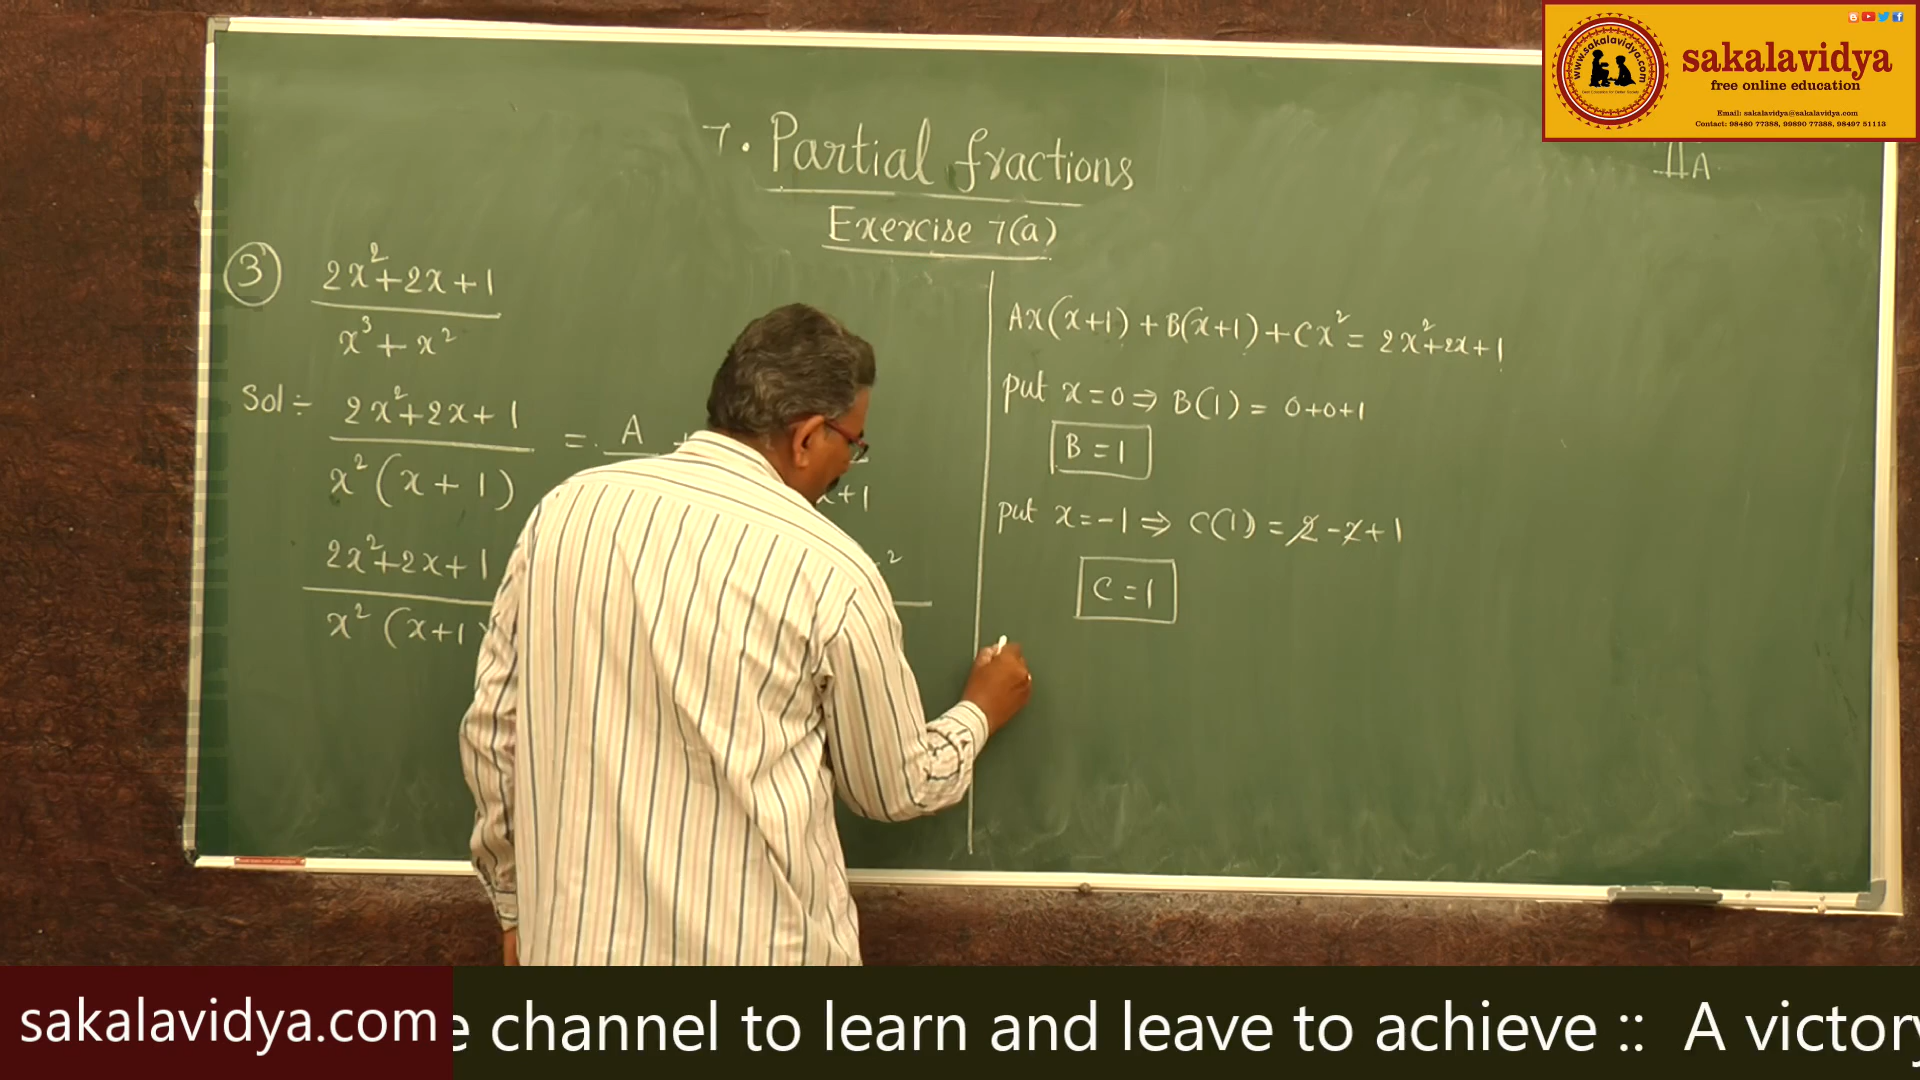 sakalavidya
free online education
Email: sakalavidya@sakalavidya.com
Contact: 98480 77388, 99890 77388, 98497 51113
www.sakalavidya.com
II A
7. Partial fractions
Exercise 7(a)
3 2x²+2x+1
x³+x²
Sol÷ 2x²+2x+1 = A +
x²(x+1) x+1
2x²+2x+1 ²
x²(x+1)
Ax(x+1)+B(x+1)+Cx² = 2x²+2x+1
put x=0 ⇒ B(1) = 0+0+1
B=1
put x=-1 ⇒ C(1) = 2-2+1
C=1
sakalavidya.com
e channel to learn and leave to achieve :: A victory